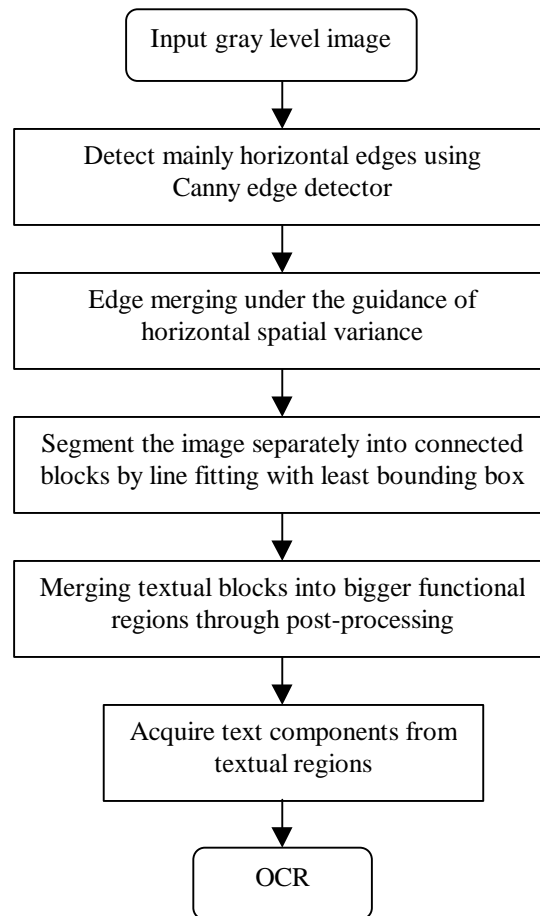 Input gray level image
Detect mainly horizontal edges using
Canny edge detector
Edge merging under the guidance of
horizontal spatial variance
Segment the image separately into connected
blocks by line fitting with least bounding box
Merging textual blocks into bigger functional
regions through post-processing
Acquire text components from
textual regions
OCR